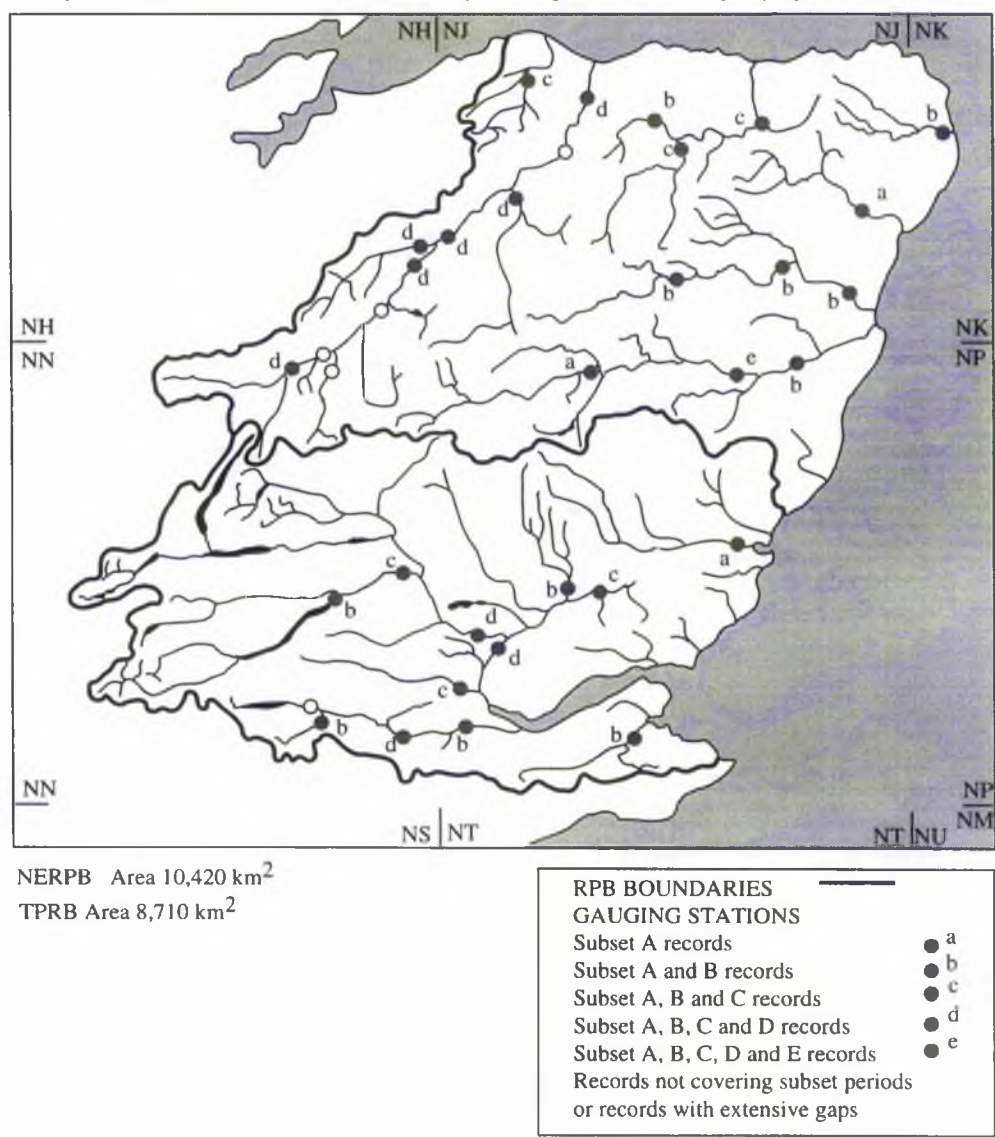 NH NJ
NJ NK
c
d
b
c
b
c
a
d
d
d
d
b
b
b
NH
NN
NK
NP
d
a
e
b
a
c
b
b
c
d
d
c
b
d
b
b
NN
NP
NM
NS NT
NT NU
NERPB Area 10,420 km2
TPRB Area 8,710 km2
RPB BOUNDARIES
GAUGING STATIONS
Subset A records a
Subset A and B records b
Subset A, B and C records c
Subset A, B, C and D records d
Subset A, B, C, D and E records e
Records not covering subset periods
or records with extensive gaps